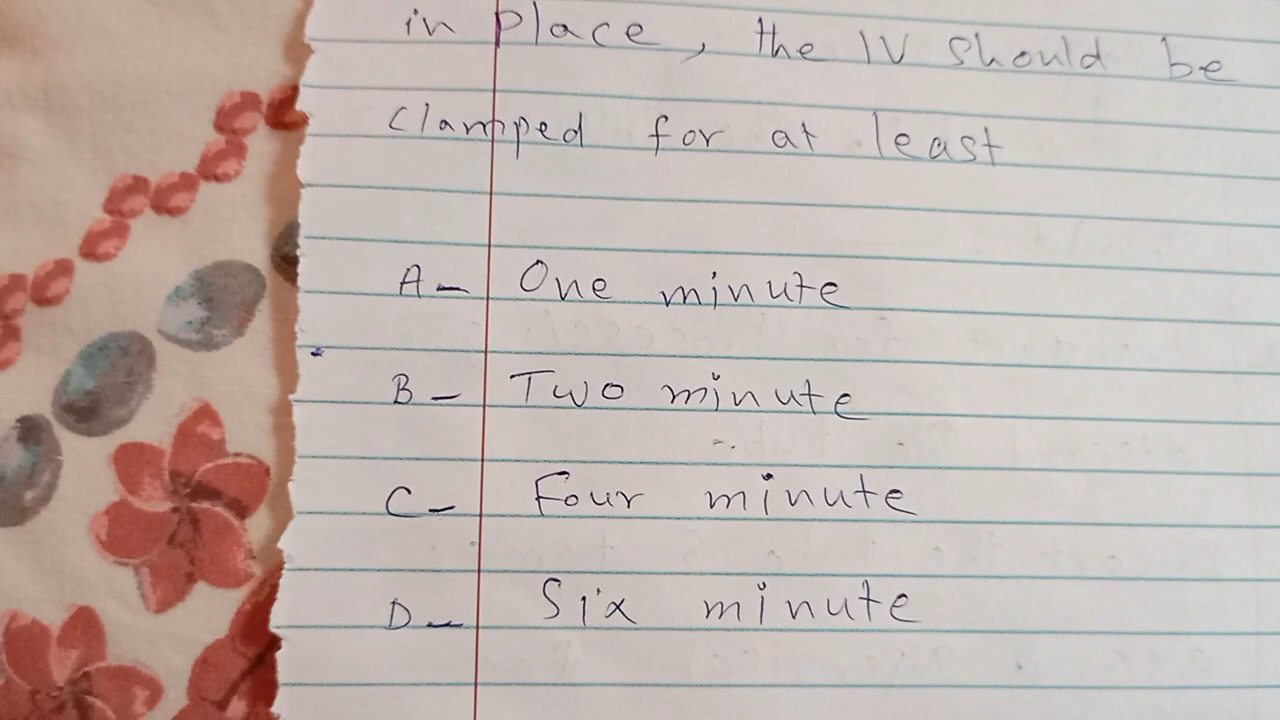 in place, the IV should be
clamped for at least
A- One minute
B- Two minute
C- Four minute
D- Six minute